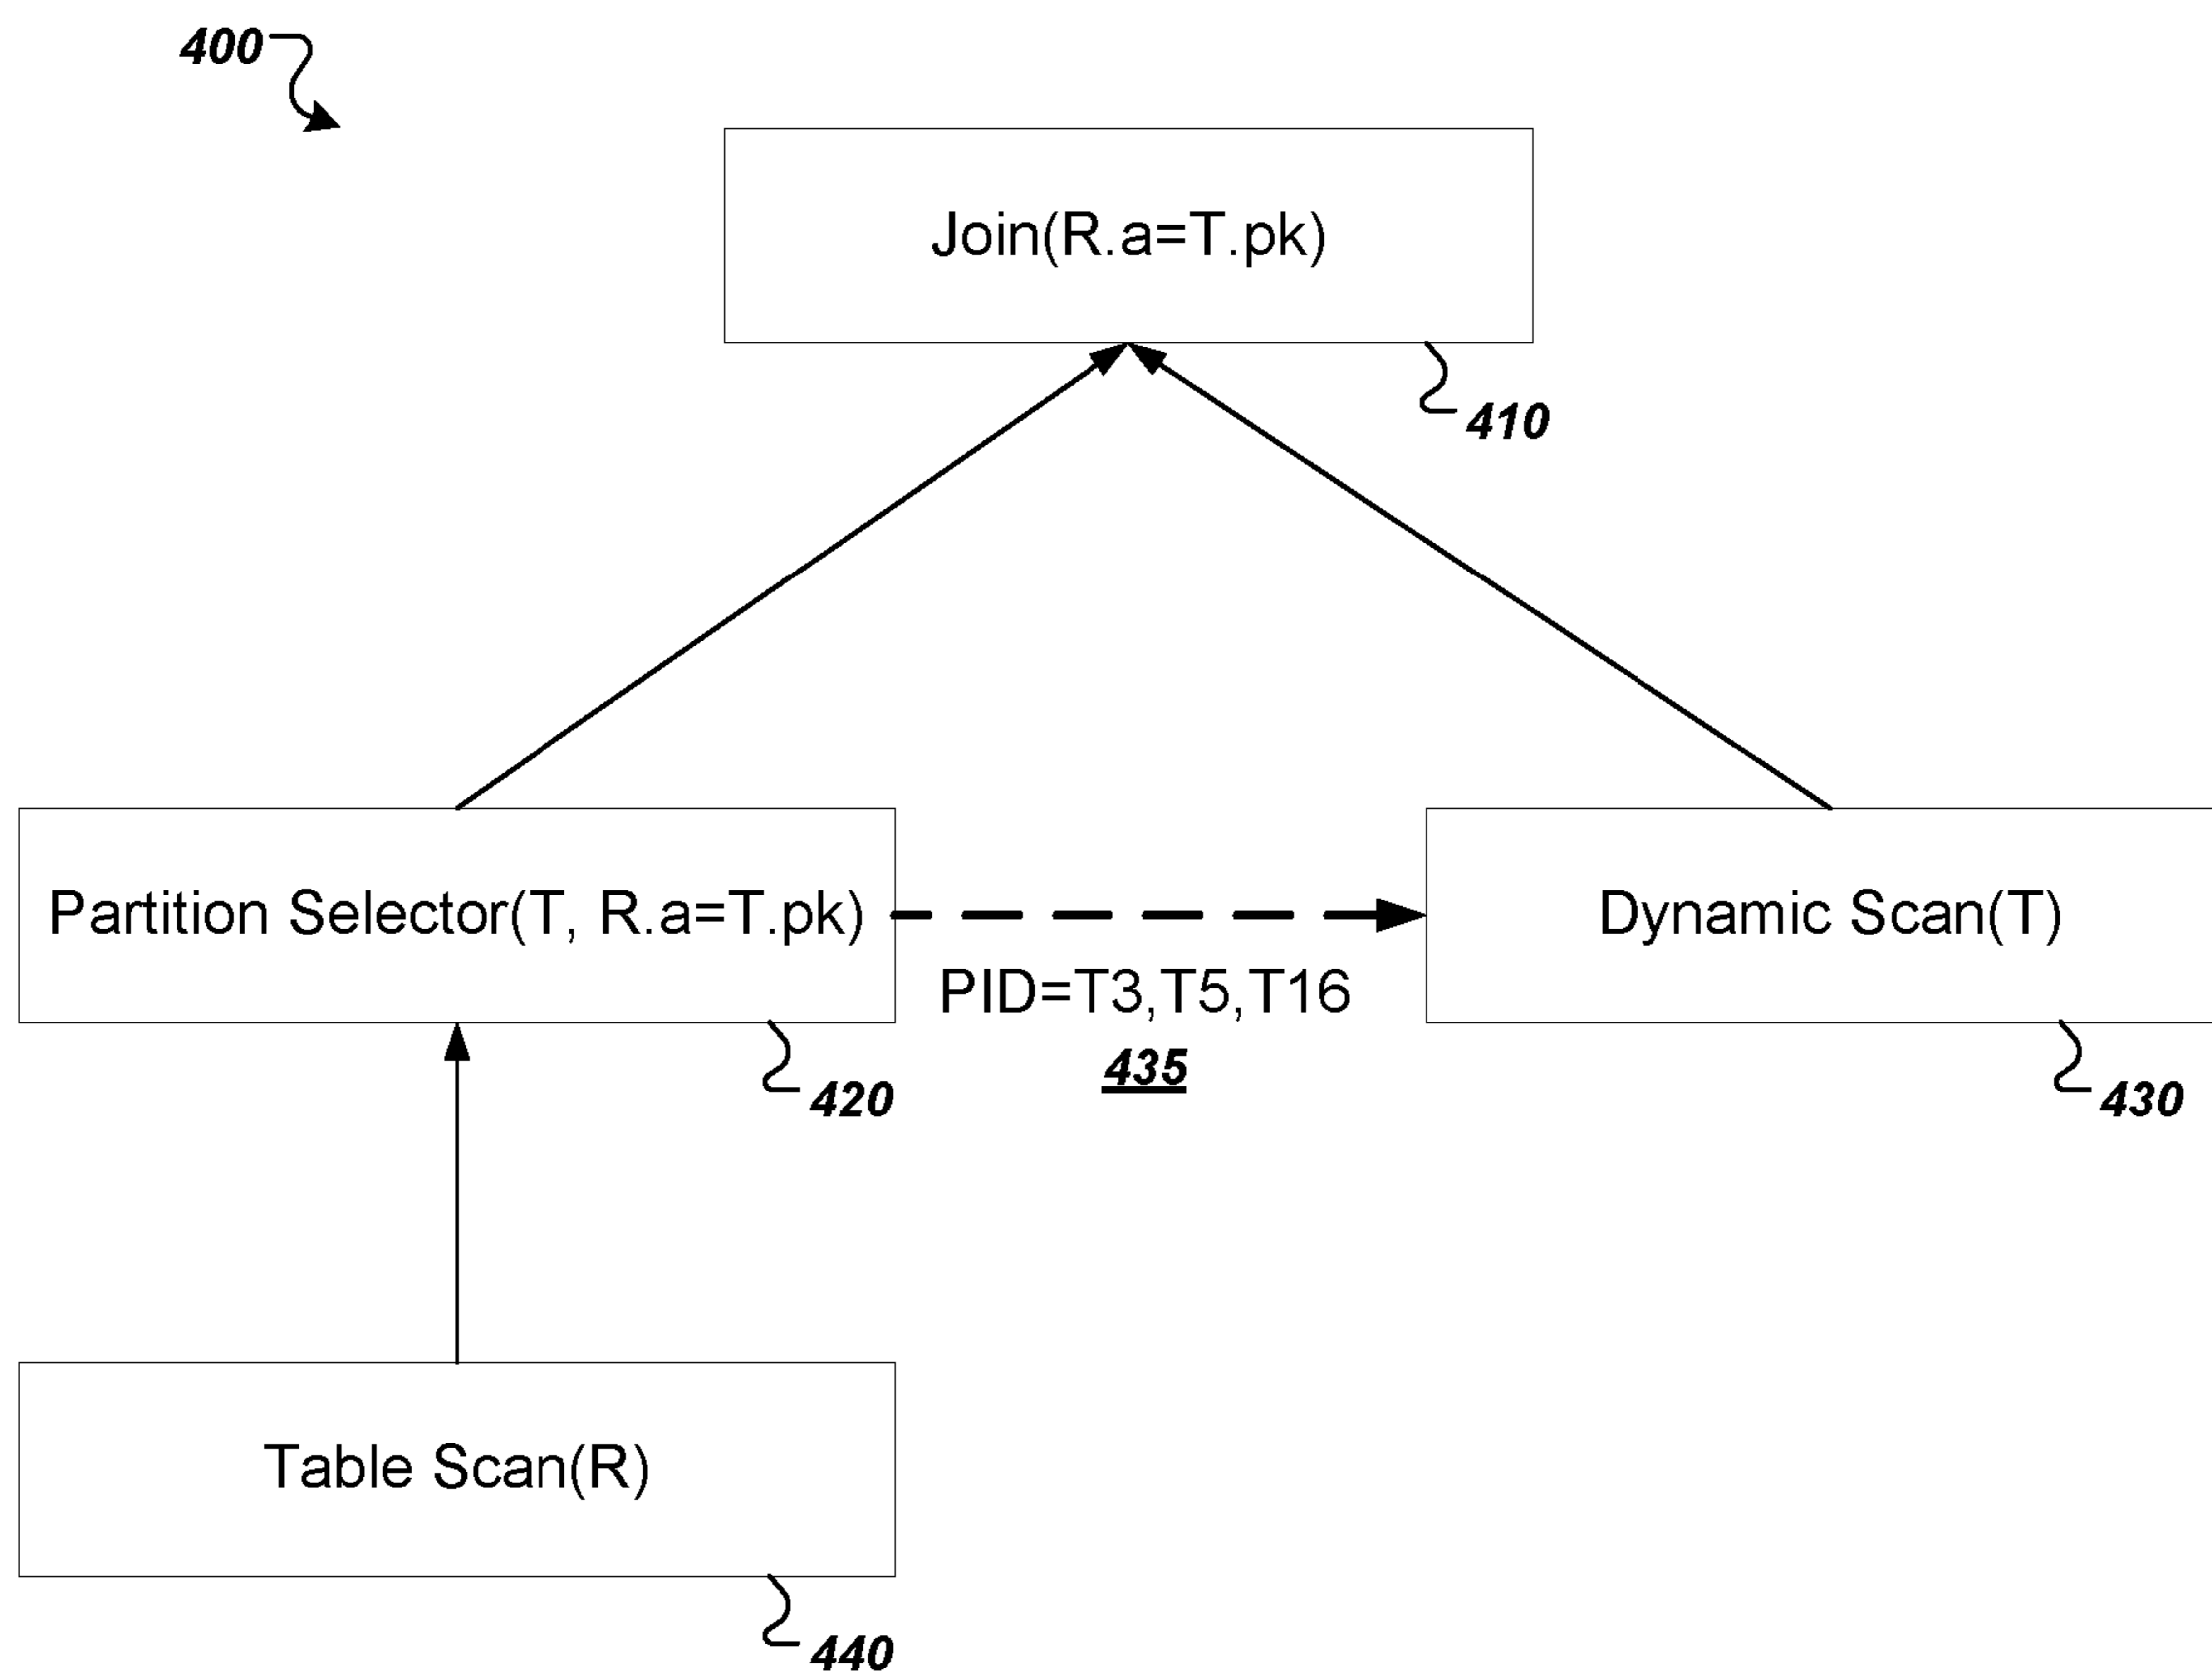 400
Join(R.a=T.pk)
410
Partition Selector(T, R.a=T.pk)
Dynamic Scan(T)
PID=T3,T5,T16
435
420
430
Table Scan(R)
440